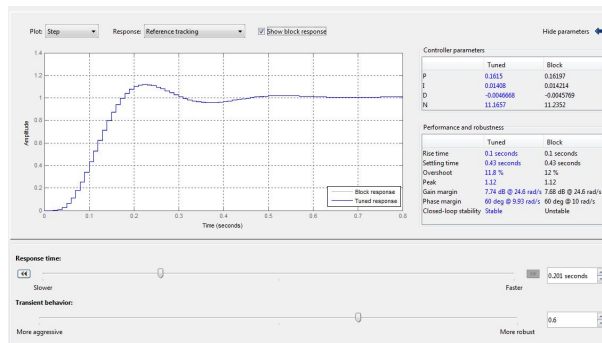 Plot: Step Response: Reference tracking Show block response Hide parameters
Controller parameters
Tuned Block
P 0.1615 0.16197
I 0.01408 0.014214
D -0.0046668 -0.0045769
N 11.1657 11.2352
Performance and robustness
Tuned Block
Rise time 0.1 seconds 0.1 seconds
Settling time 0.43 seconds 0.43 seconds
Overshoot 11.8 % 12 %
Peak 1.12 1.12
Gain margin 7.74 dB @ 24.6 rad/s 7.68 dB @ 24.6 rad/s
Phase margin 60 deg @ 9.93 rad/s 60 deg @ 10 rad/s
Closed-loop stability Stable Unstable
1.4
1.2
1
0.8
0.6
0.4
0.2
0
Amplitude
0 0.1 0.2 0.3 0.4 0.5 0.6 0.7 0.8
Time (seconds)
Block response
Tuned response
Response time:
0.201 seconds
Slower Faster
Transient behavior:
0.6
More aggressive More robust